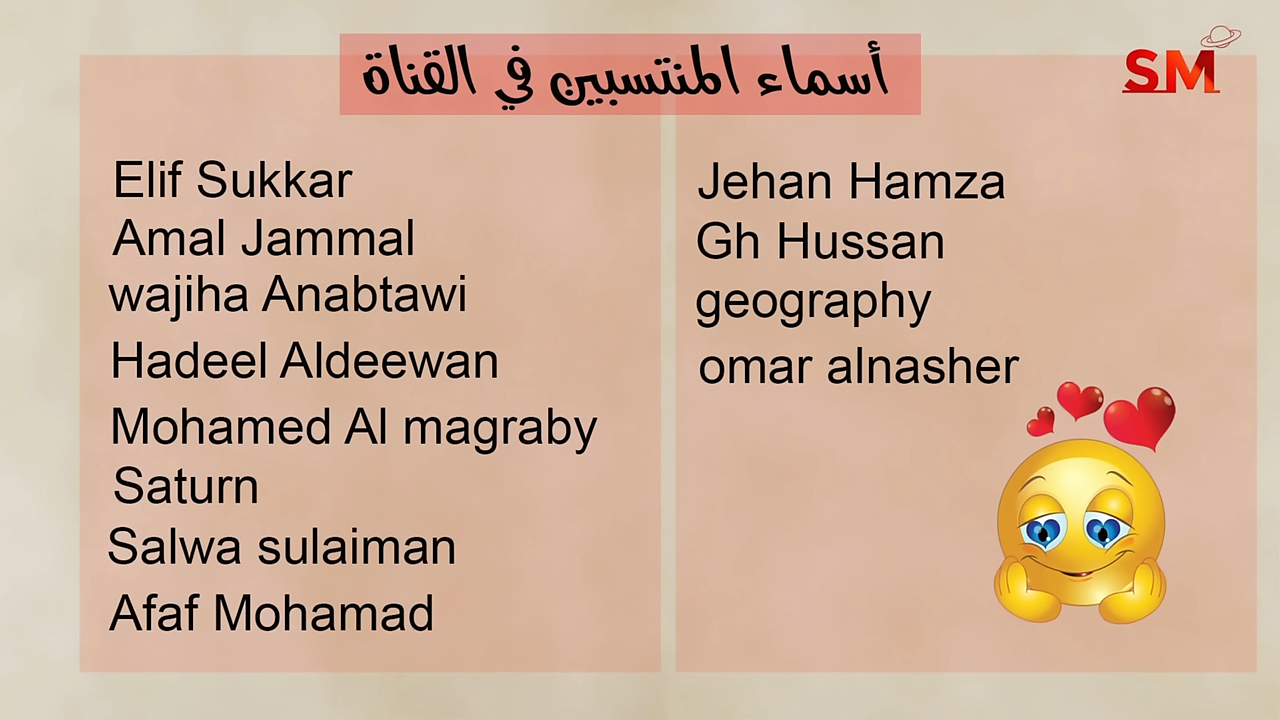 أسماء المنتسبين في القناة
SM
Elif Sukkar
Amal Jammal
wajiha Anabtawi
Hadeel Aldeewan
Mohamed Al magraby
Saturn
Salwa sulaiman
Afaf Mohamad
Jehan Hamza
Gh Hussan
geography
omar alnasher